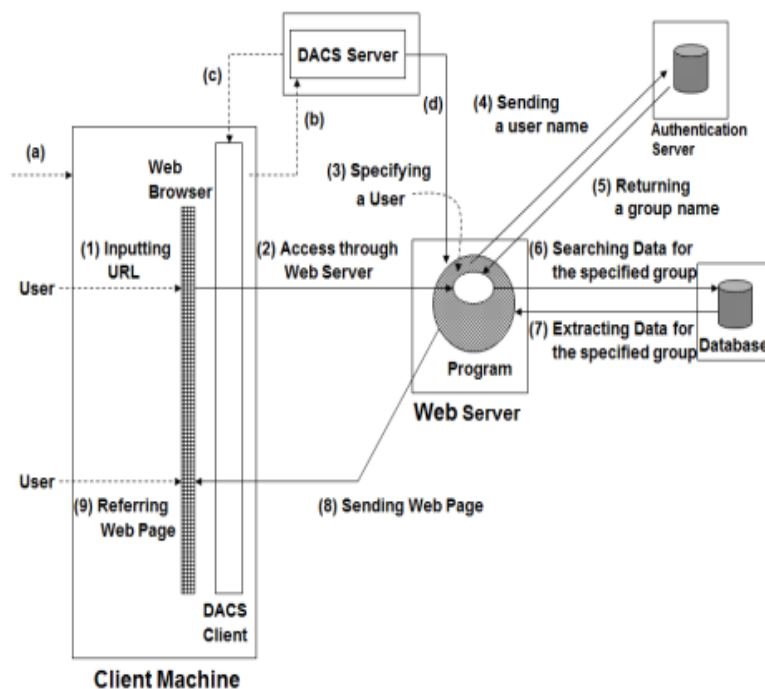 DACS Server
(c)
(b)
(d)
(4) Sending
a user name
Authentication
Server
(a)
Web
Browser
(3) Specifying
a User
(5) Returning
a group name
(1) Inputting
URL
(2) Access through
Web Server
(6) Searching Data for
the specified group
User
(7) Extracting Data for
the specified group
Database
Program
Web Server
User
(9) Referring
Web Page
(8) Sending Web Page
DACS
Client
Client Machine